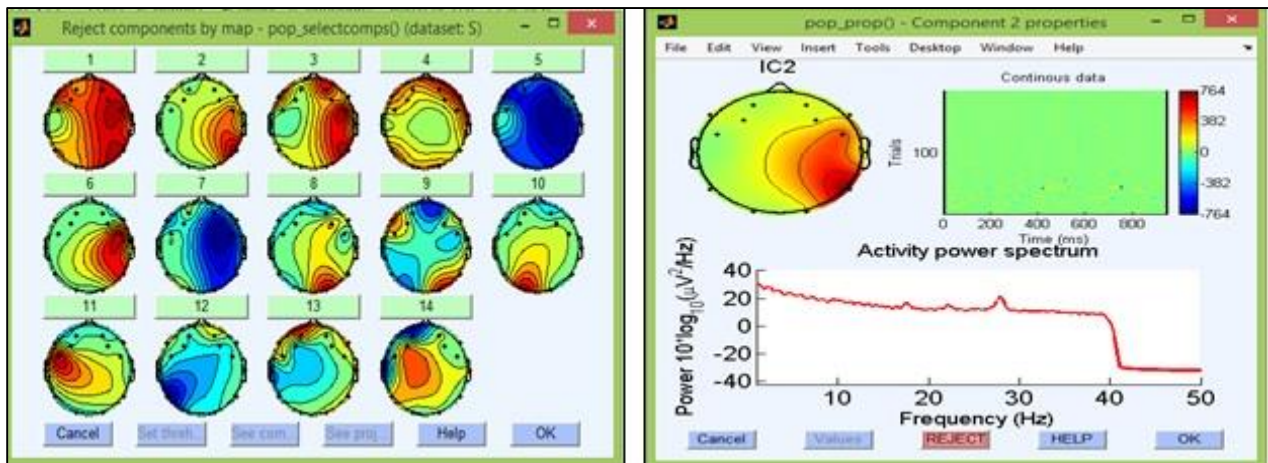 Reject components by map - pop_selectcomps() (dataset: S)
1 2 3 4 5
6 7 8 9 10
11 12 13 14
Cancel Set thresh.. See com.. See proj.. Help OK
pop_prop() - Component 2 properties
File Edit View Insert Tools Desktop Window Help
IC2
Continous data
Trials
100
0 200 400 600 800
Time (ms)
764
382
0
-382
-764
Activity power spectrum
Power 10*log10(μV2/Hz)
40
20
0
-20
-40
10 20 30 40 50
Frequency (Hz)
Cancel Values REJECT HELP OK